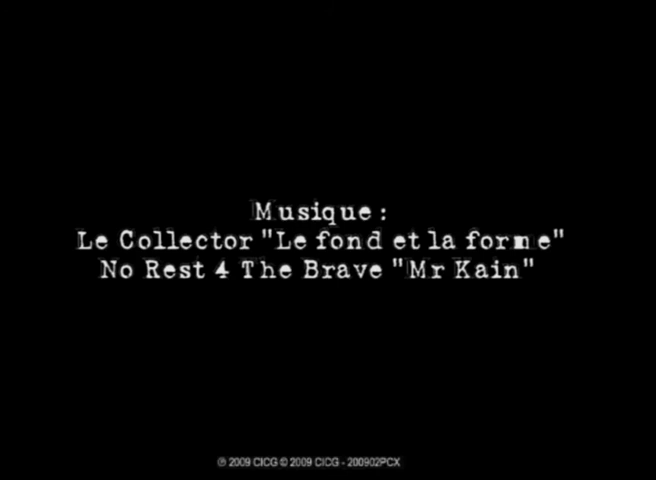 Musique :
Le Collector "Le fond et la forme"
No Rest 4 The Brave "Mr Kain"
℗ 2009 CICG © 2009 CICG - 200902PCX